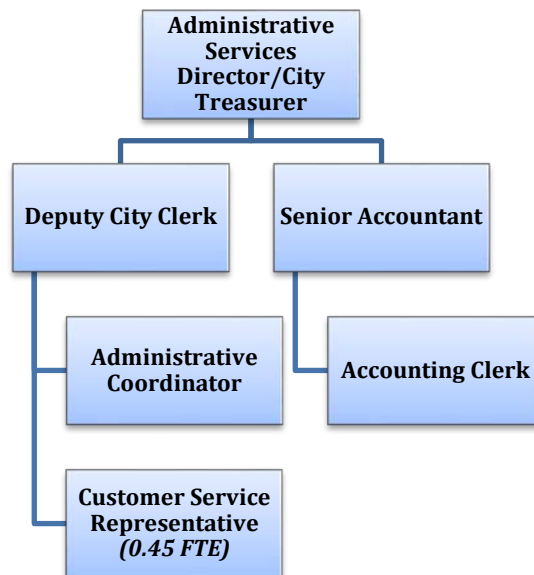 Administrative
Services
Director/City
Treasurer
Deputy City Clerk
Senior Accountant
Administrative
Coordinator
Accounting Clerk
Customer Service
Representative
(0.45 FTE)